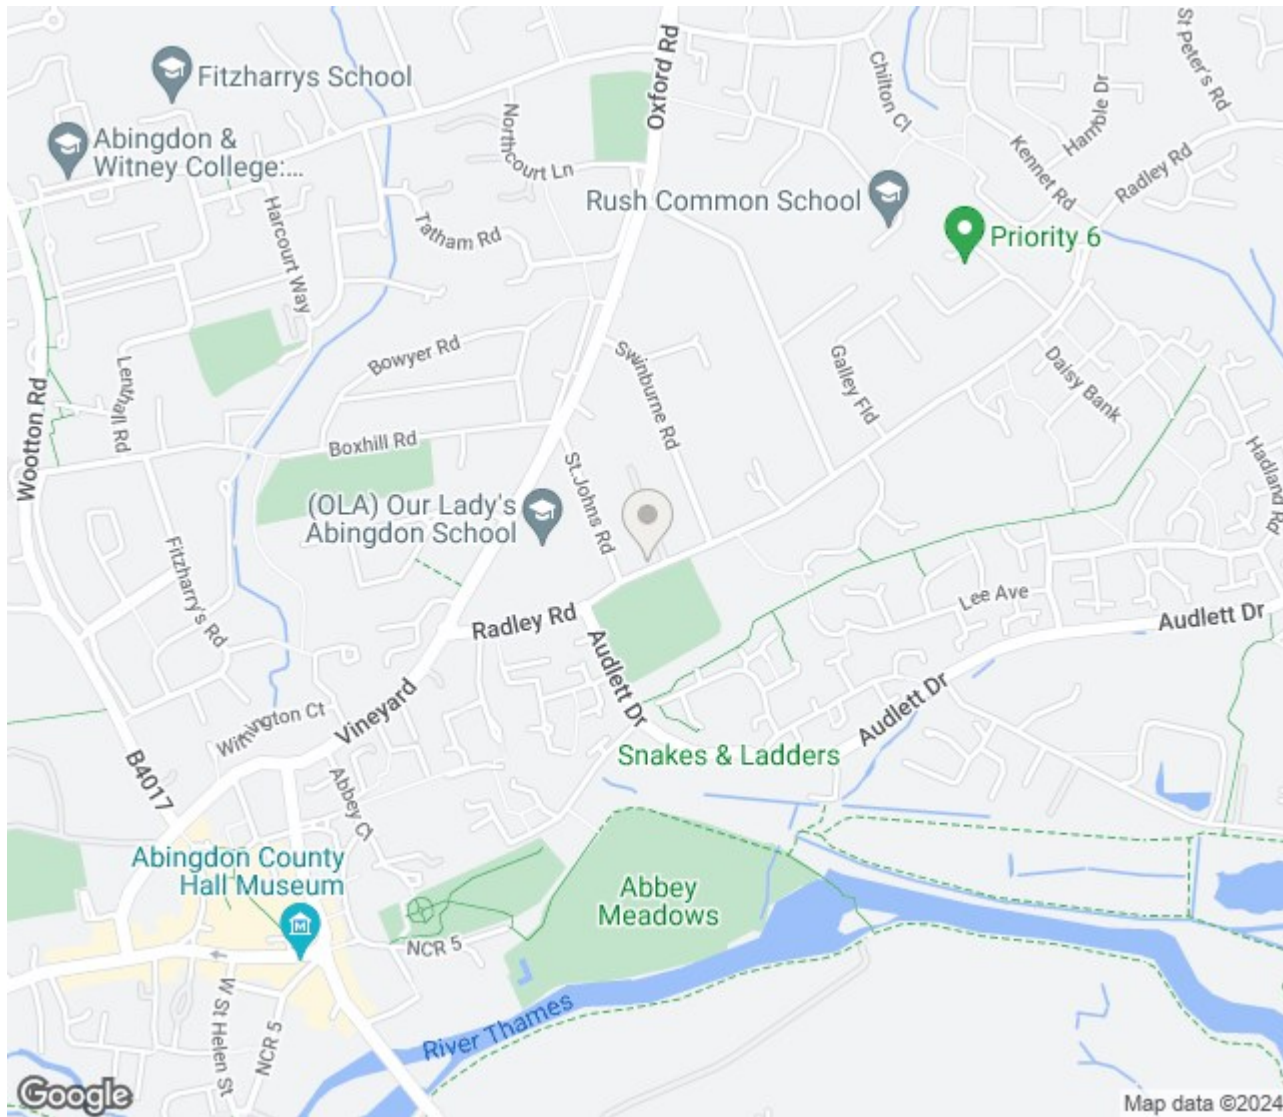 Oxford Rd
St Peter's Rd
Fitzharrys School
Chilton Cl
Hamble Dr
Northcourt Ln
Abingdon &
Witney College:...
Kennet Rd
Radley Rd
Rush Common School
Harcourt Way
Tatham Rd
Priority 6
Bowyer Rd
Swinburne Rd
Galley Fld
Daisy Bank
Lenthall Rd
Wootton Rd
Boxhill Rd
Hadland Rd
St.Johns Rd
(OLA) Our Lady's
Abingdon School
Fitzharry's Rd
Lee Ave
Radley Rd
Audlett Dr
Audlett Dr
Withington Ct
Vineyard
Audlett Dr
Snakes & Ladders
B4017
Abbey Cl
Abingdon County
Hall Museum
Abbey
Meadows
NCR 5
W St Helen St
NCR 5
River Thames
Google
Map data ©2024